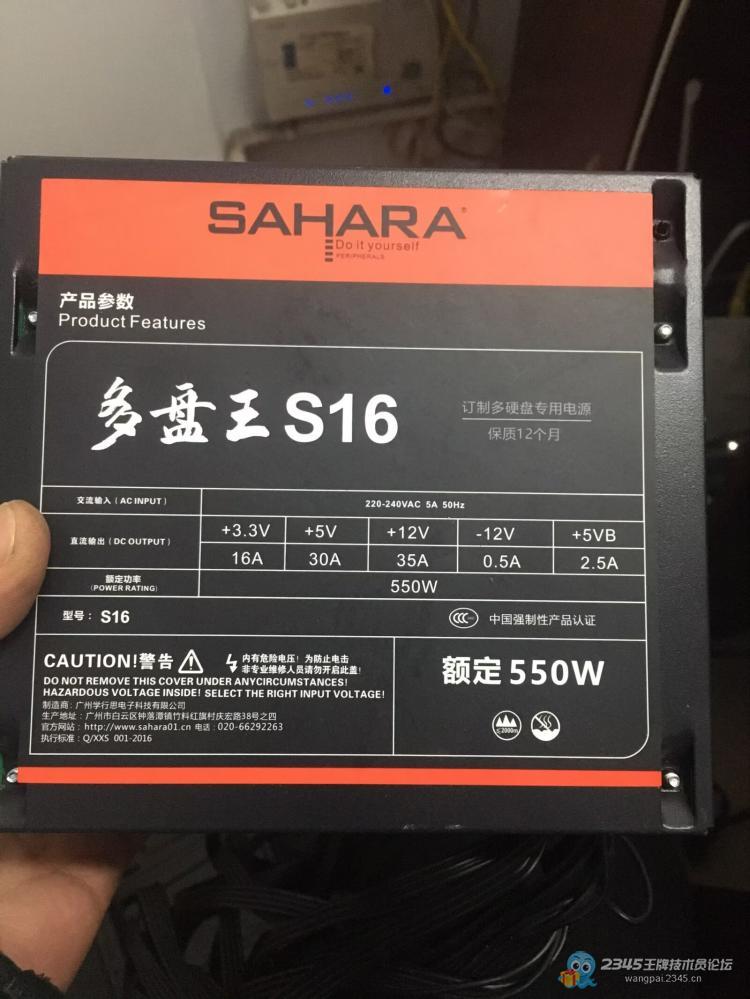 SAHARA®
Do it yourself
PERIPHERALS
产品参数
Product Features
多盘王 S16
订制多硬盘专用电源
保质12个月
交流输入（AC INPUT） 220-240VAC 5A 50Hz
直流输出（DC OUTPUT） +3.3V +5V +12V -12V +5VB
16A 30A 35A 0.5A 2.5A
额定功率
(POWER RATING) 550W
型号： S16
CCC 中国强制性产品认证
CAUTION!警告
内有危险电压！为防止电击
非专业维修人员请勿开启此盖!
DO NOT REMOVE THIS COVER UNDER ANYCIRCUMSTANCES!
HAZARDOUS VOLTAGE INSIDE! SELECT THE RIGHT INPUT VOLTAGE!
制造商：广州学行思电子科技有限公司
生产地址：广州市白云区钟落潭镇竹料红旗村庆宏路38号之四
官方网站：http://www.sahara01.cn 电话：020-66292263
执行标准：Q/XXS 001-2016
额定 550W
≤2000m
2345王牌技术员论坛
wangpai.2345.cn